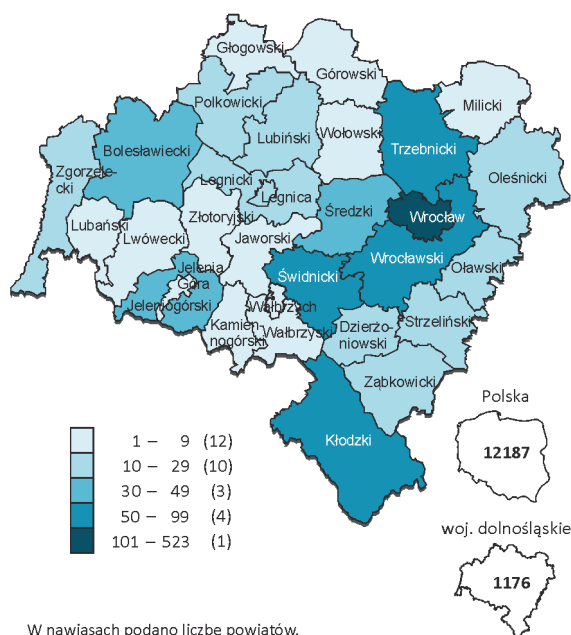 Głogowski
Górowski
Milicki
Polkowicki
Lubiński
Wołowski
Trzebnicki
Bolesławiecki
Zgorzele-
cki
Legnicki
Legnica
Oleśnicki
Złotoryjski
Średzki
Wrocław
Lubański
Lwówecki
Jaworski
Wrocławski
Oławski
Jelenia
Góra
Świdnicki
Jeleniogórski
Wałbrzych
Kamien-
nogórski
Wałbrzyski
Dzierżo-
niowski
Strzeliński
Ząbkowicki
Kłodzki
Polska
12187
1 – 9 (12)
10 – 29 (10)
30 – 49 (3)
50 – 99 (4)
101 – 523 (1)
woj. dolnośląskie
1176
W nawiasach podano liczbę powiatów.